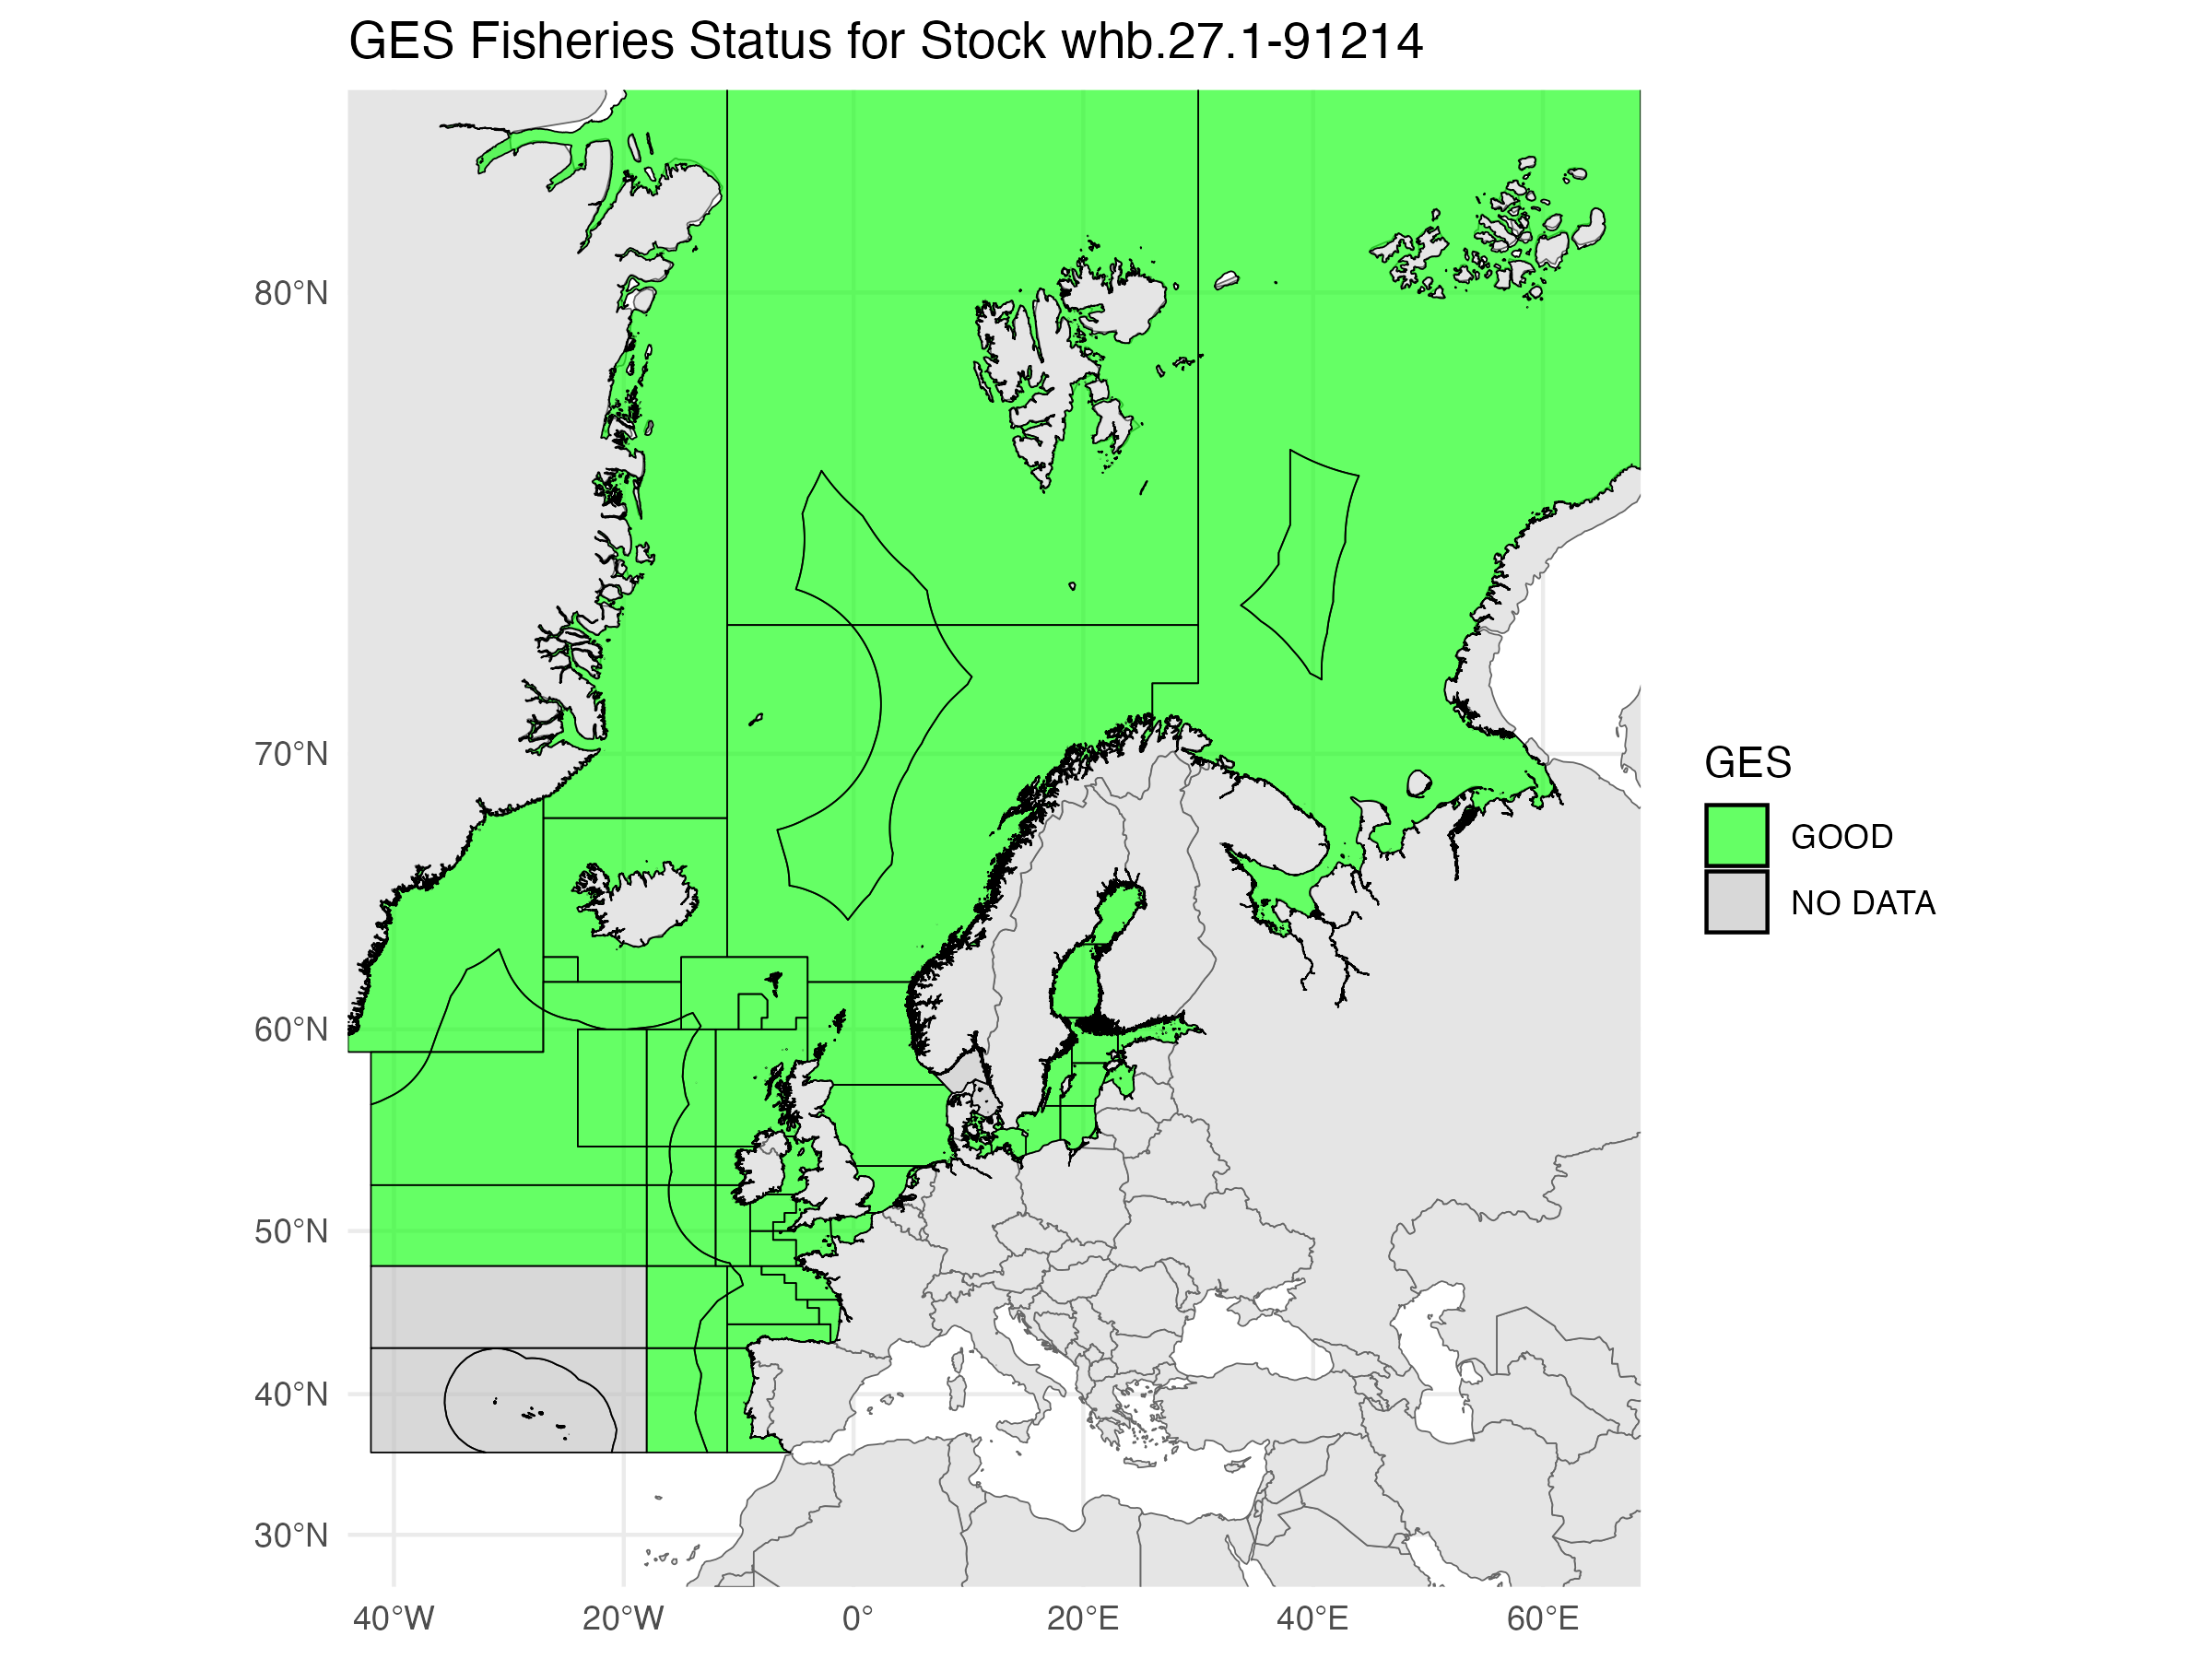 GES Fisheries Status for Stock whb.27.1-91214
80°N
70°N
60°N
50°N
40°N
30°N
40°W 20°W 0° 20°E 40°E 60°E
GES
GOOD
NO DATA